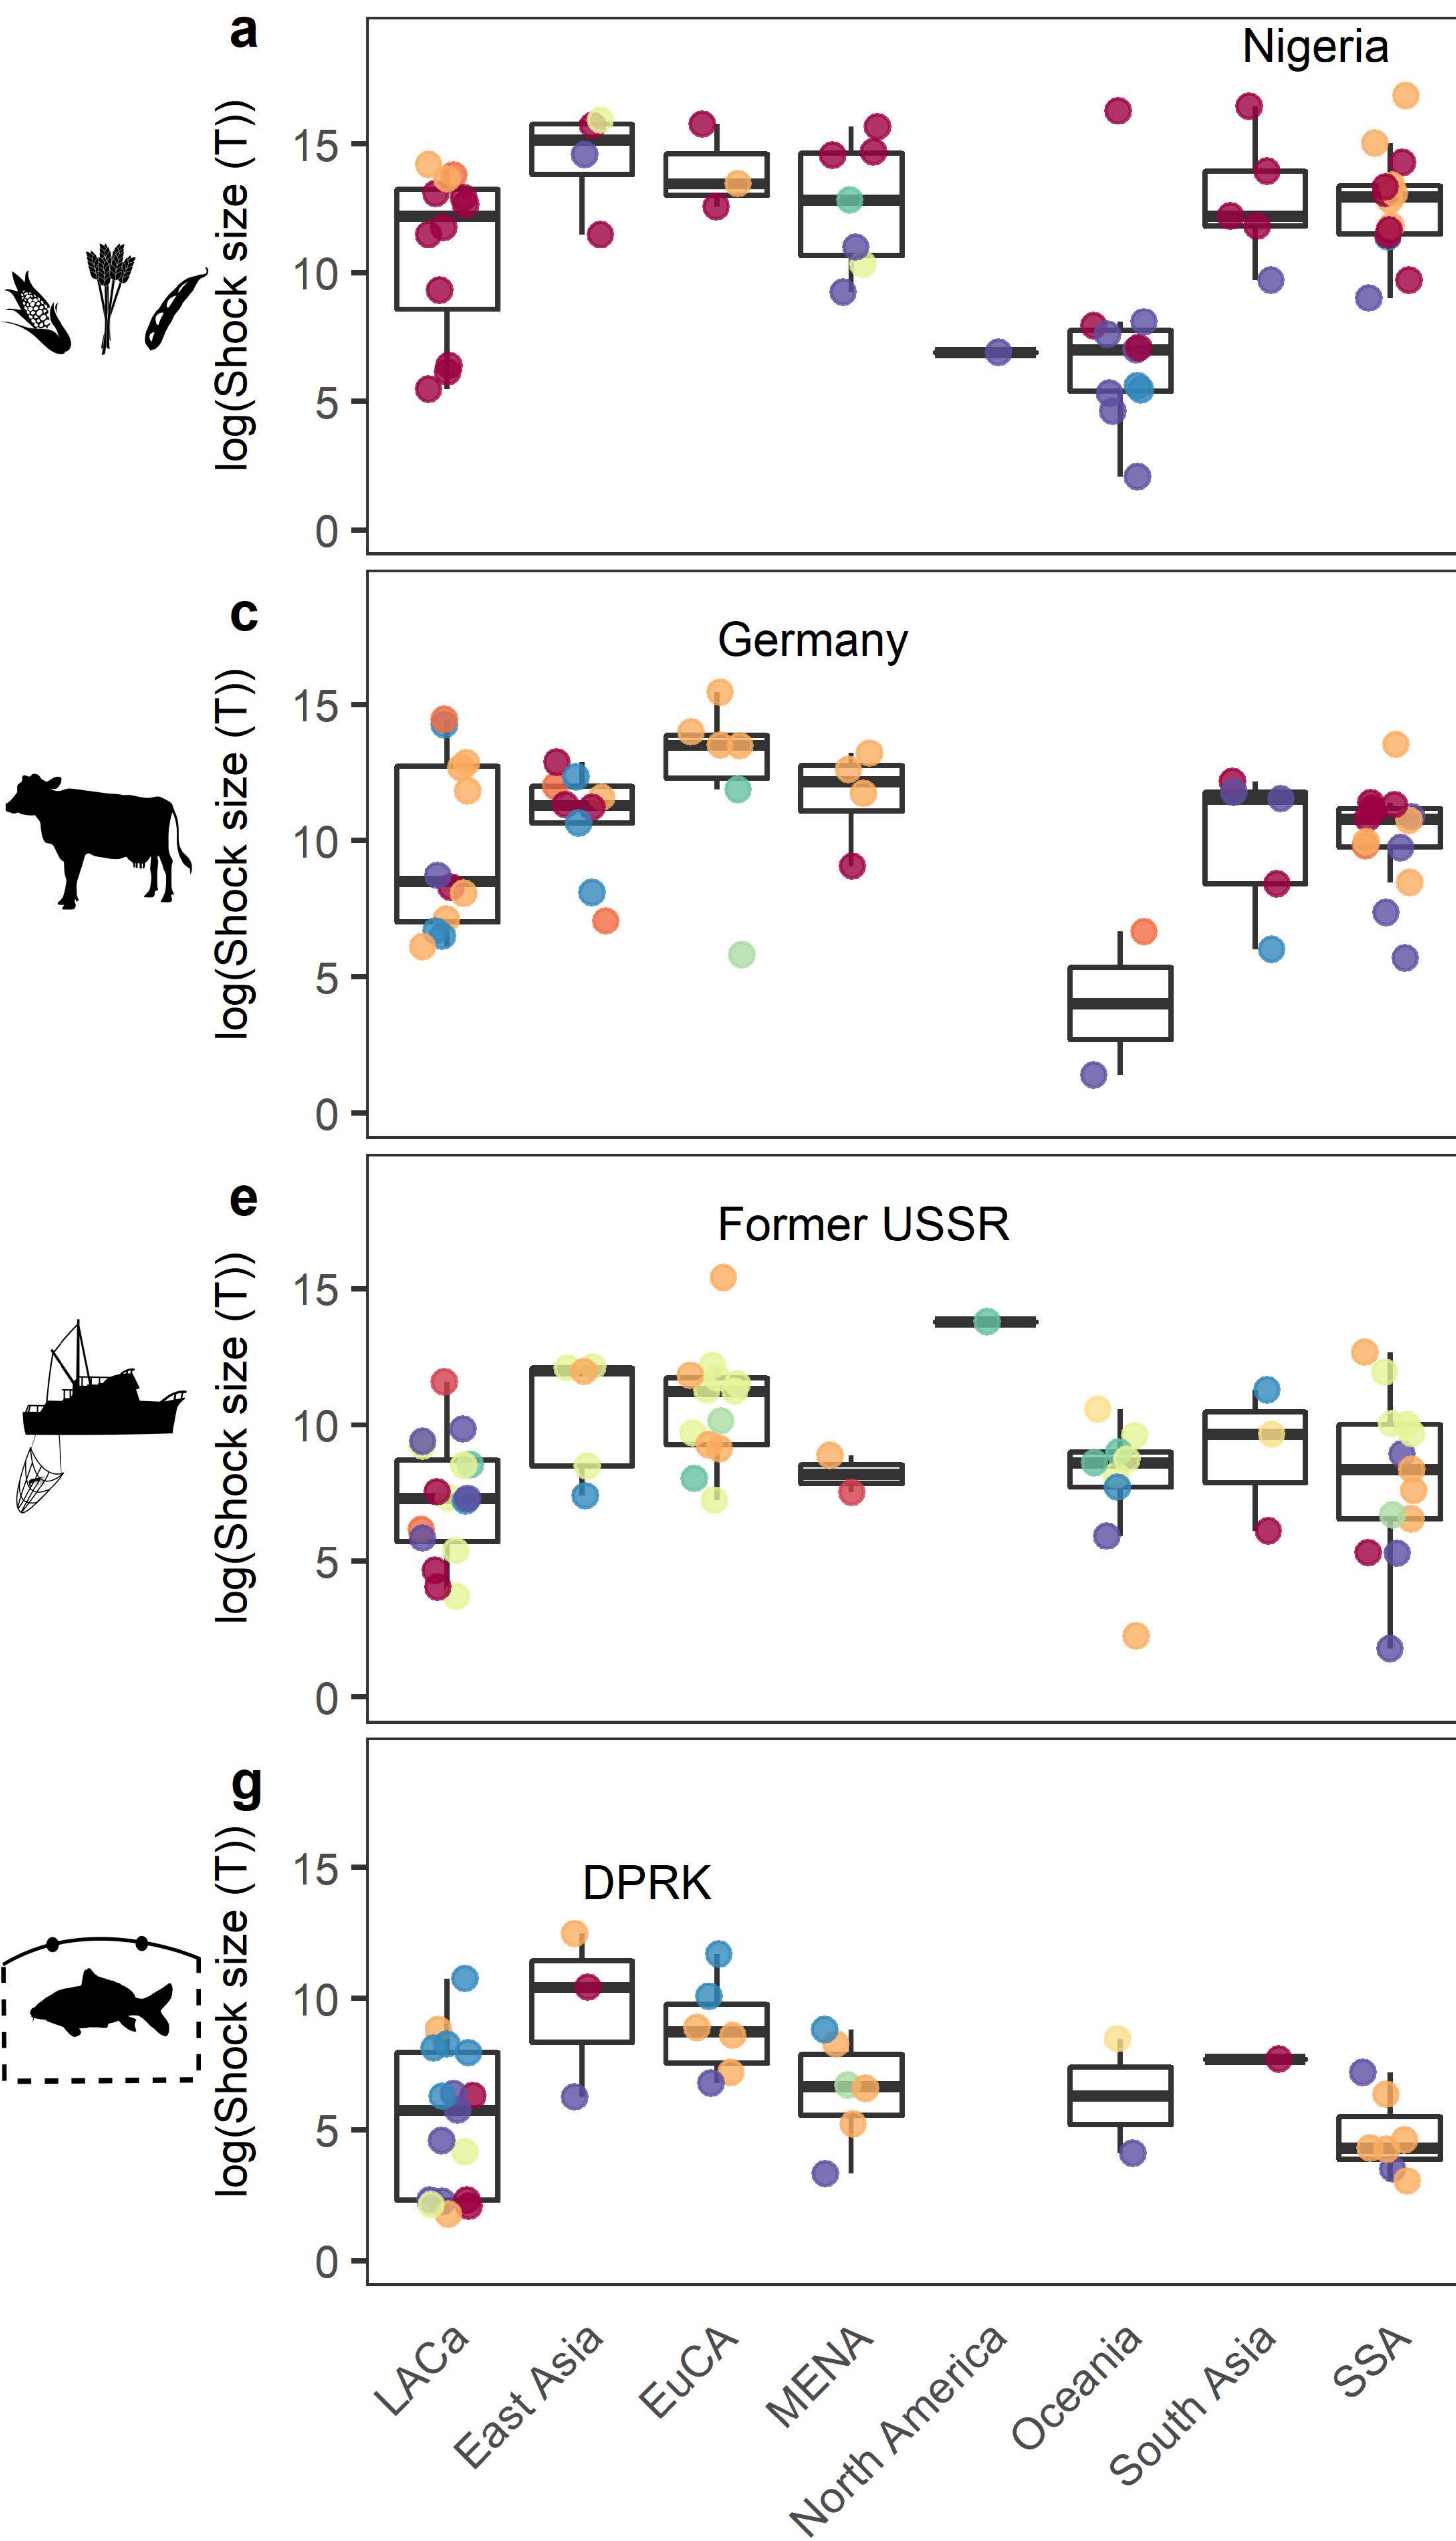 a
Nigeria
log(Shock size (T))
15
10
5
0
c
Germany
log(Shock size (T))
15
10
5
0
e
Former USSR
log(Shock size (T))
15
10
5
0
g
DPRK
log(Shock size (T))
15
10
5
0
LACa
East Asia
EuCA
MENA
North America
Oceania
South Asia
SSA